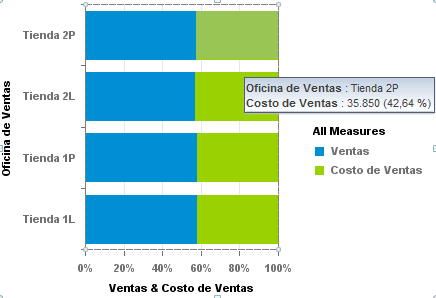 Oficina de Ventas
Tienda 2P
Tienda 2L
Tienda 1P
Tienda 1L
Oficina de Ventas : Tienda 2P
Costo de Ventas : 35.850 (42,64 %)
All Measures
Ventas
Costo de Ventas
0% 20% 40% 60% 80% 100%
Ventas & Costo de Ventas